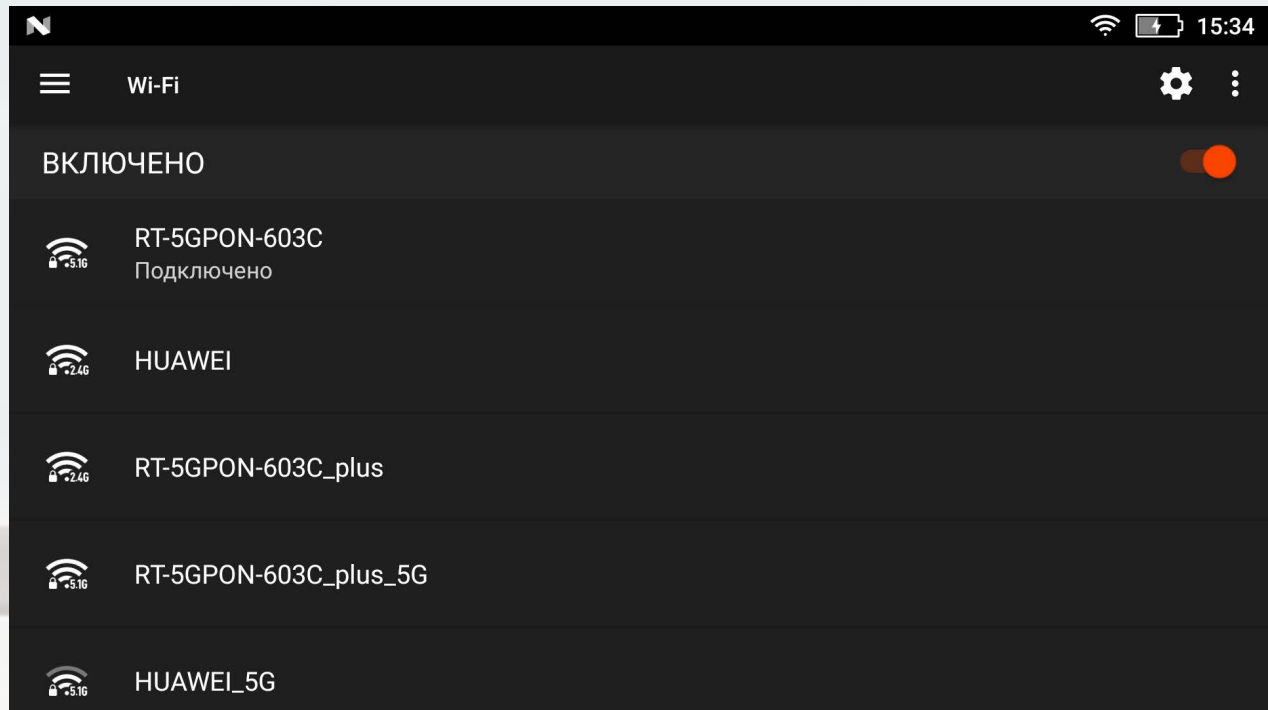 15:34
Wi-Fi
ВКЛЮЧЕНО
RT-5GPON-603C
Подключено
5.1G
HUAWEI
2.4G
RT-5GPON-603C_plus
2.4G
RT-5GPON-603C_plus_5G
5.1G
HUAWEI_5G
5.1G